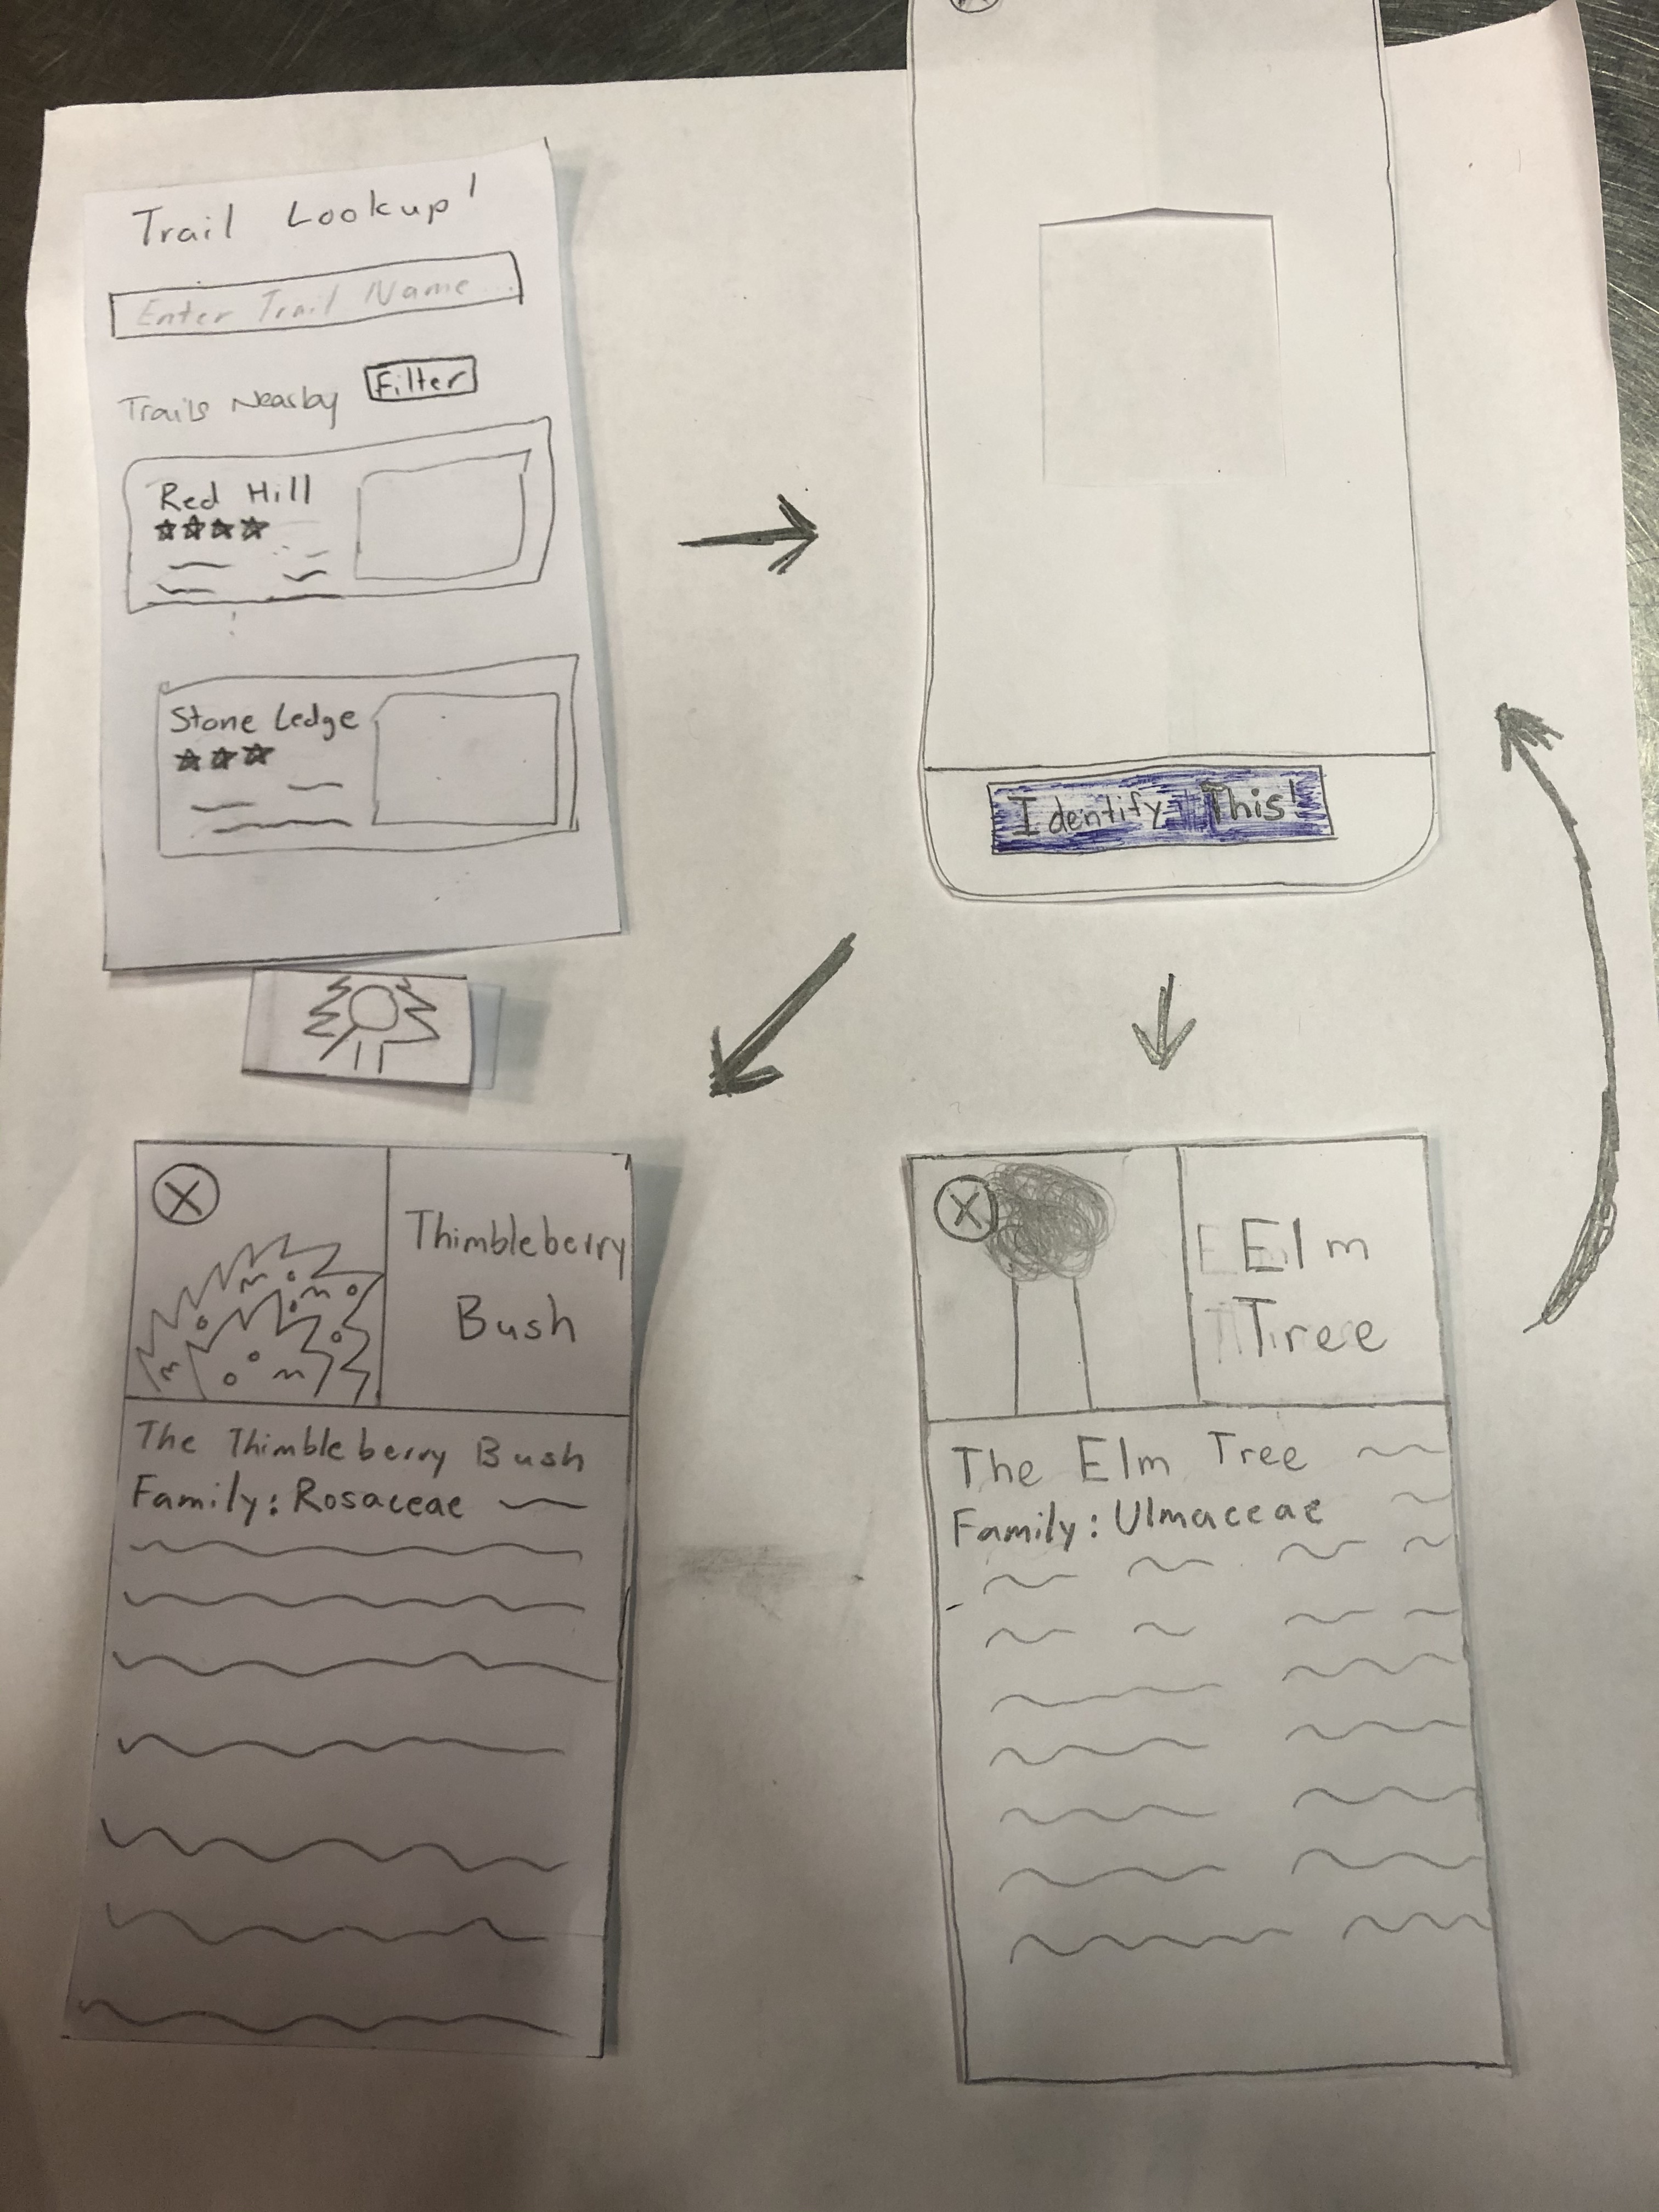 Trail Lookup!
Enter Trail Name...
Trails Nearby
Filter
Red Hill
Stone Ledge
Identify This!
X
Thimbleberry
Bush
The Thimbleberry Bush
Family: Rosaceae
X
Elm
Tree
The Elm Tree
Family: Ulmaceae